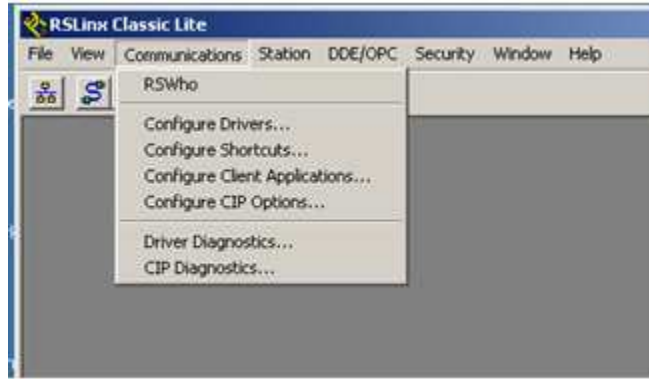 RSLinx Classic Lite
File View Communications Station DDE/OPC Security Window Help
RSWho
Configure Drivers...
Configure Shortcuts...
Configure Client Applications...
Configure CIP Options...
Driver Diagnostics...
CIP Diagnostics...